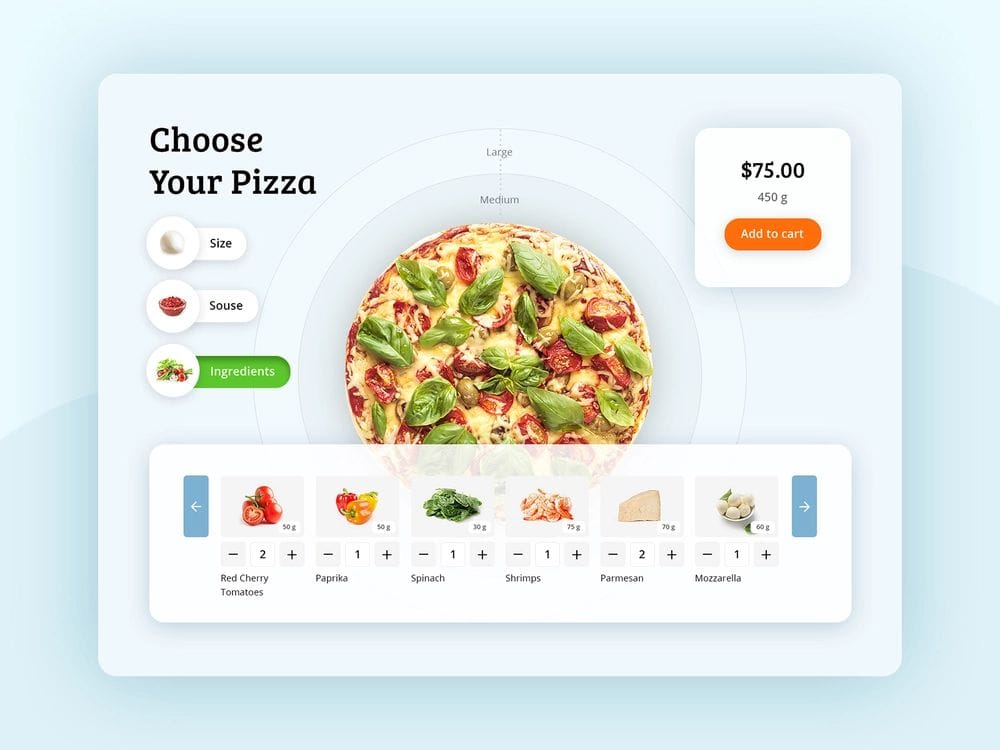 Choose
Your Pizza
Size
Souse
Ingredients
Large
Medium
$75.00
450 g
Add to cart
50 g
50 g
30 g
75 g
70 g
60 g
− 2 +
− 1 +
− 1 +
− 1 +
− 2 +
− 1 +
Red Cherry
Tomatoes
Paprika
Spinach
Shrimps
Parmesan
Mozzarella